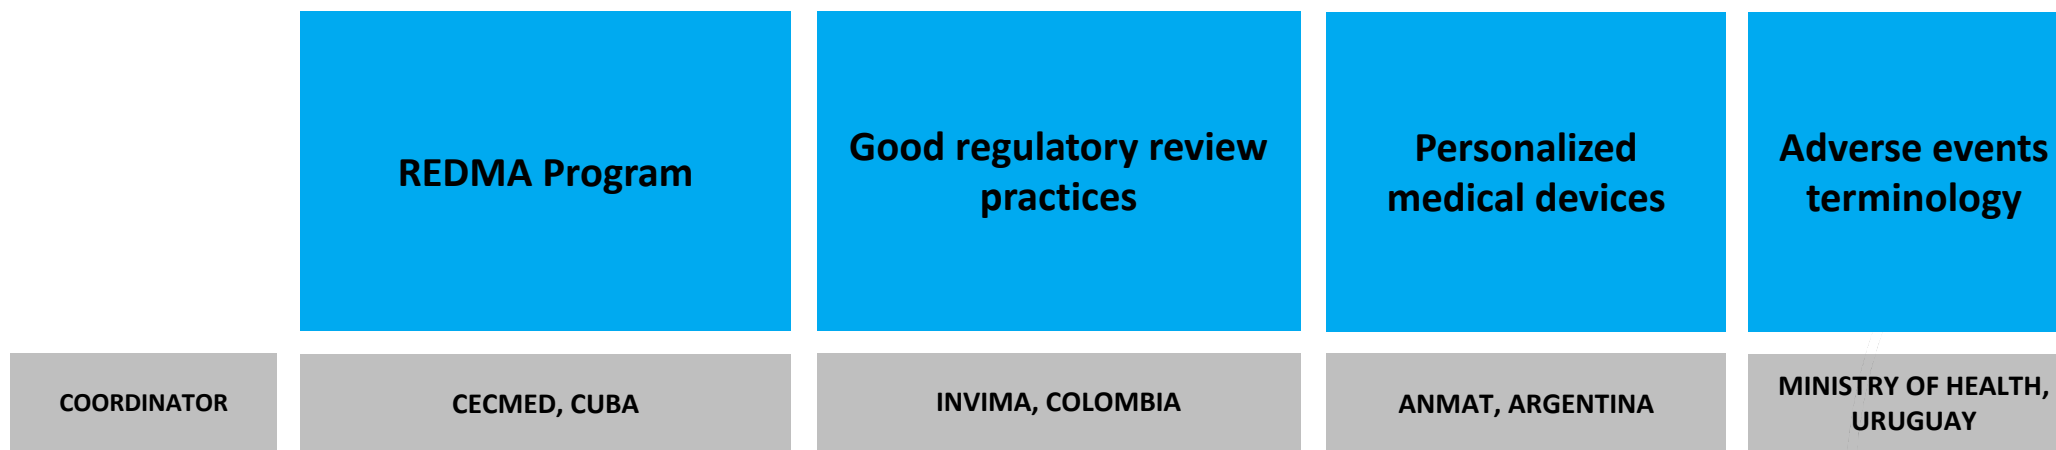 REDMA Program
Good regulatory review
practices
Personalized
medical devices
Adverse events
terminology
COORDINATOR
CECMED, CUBA
INVIMA, COLOMBIA
ANMAT, ARGENTINA
MINISTRY OF HEALTH,
URUGUAY